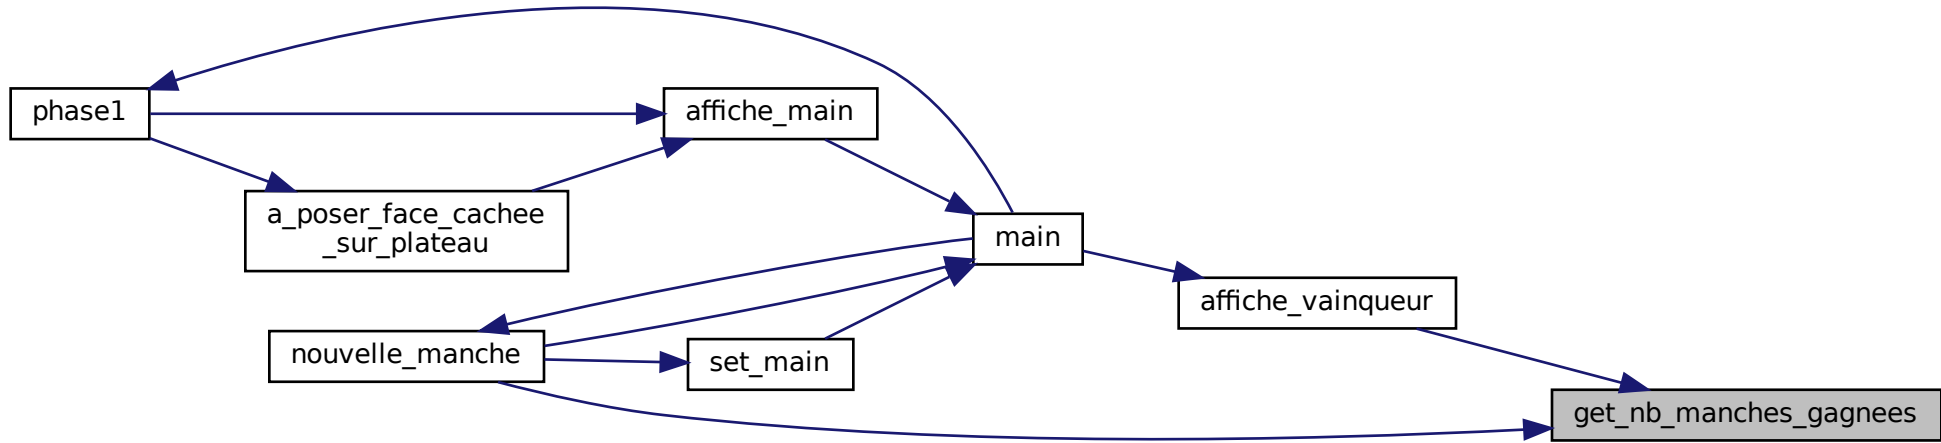 phase1
affiche_main
a_poser_face_cachee
_sur_plateau
main
affiche_vainqueur
nouvelle_manche
set_main
get_nb_manches_gagnees